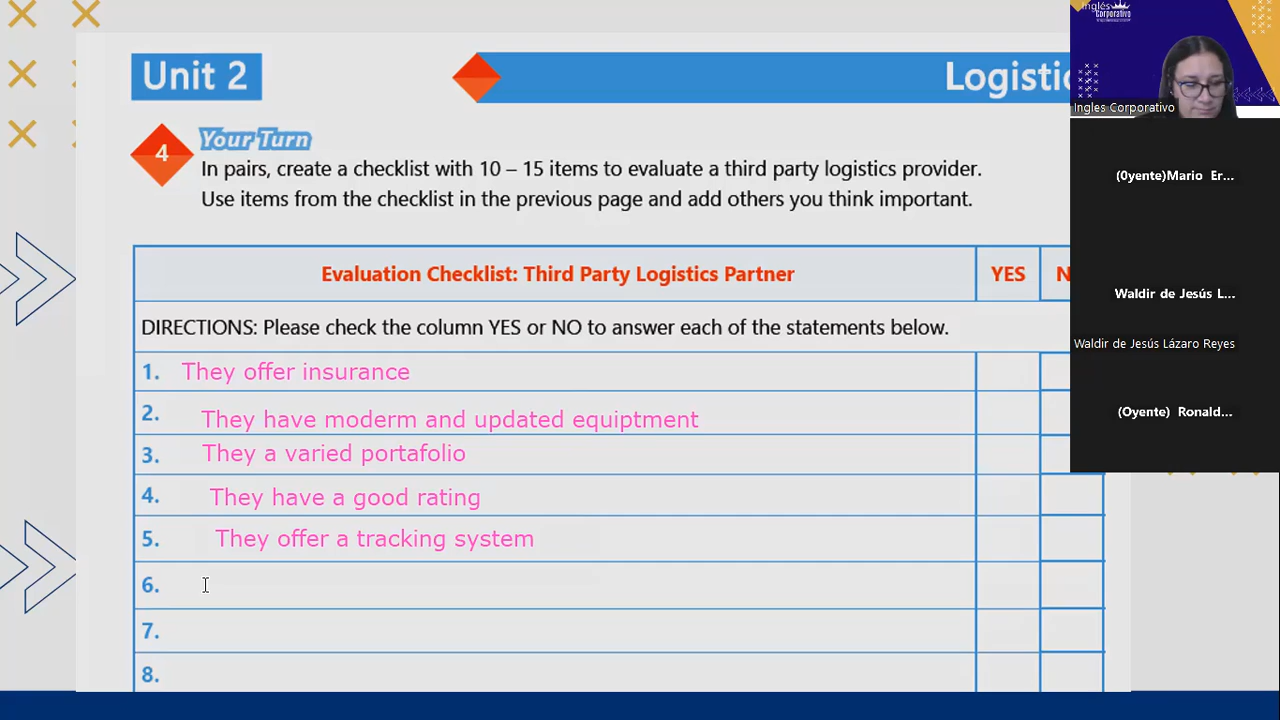 Unit 2
Logistic
4
Your Turn
In pairs, create a checklist with 10 – 15 items to evaluate a third party logistics provider.
Use items from the checklist in the previous page and add others you think important.
Evaluation Checklist: Third Party Logistics Partner
YES
N
DIRECTIONS: Please check the column YES or NO to answer each of the statements below.
1. They offer insurance
2. They have moderm and updated equiptment
3. They a varied portafolio
4. They have a good rating
5. They offer a tracking system
6.
7.
8.
Inglés
Corporativo
Ingles Corporativo
(0yente)Mario Er...
Waldir de Jesús L...
Waldir de Jesús Lázaro Reyes
(Oyente) Ronald...